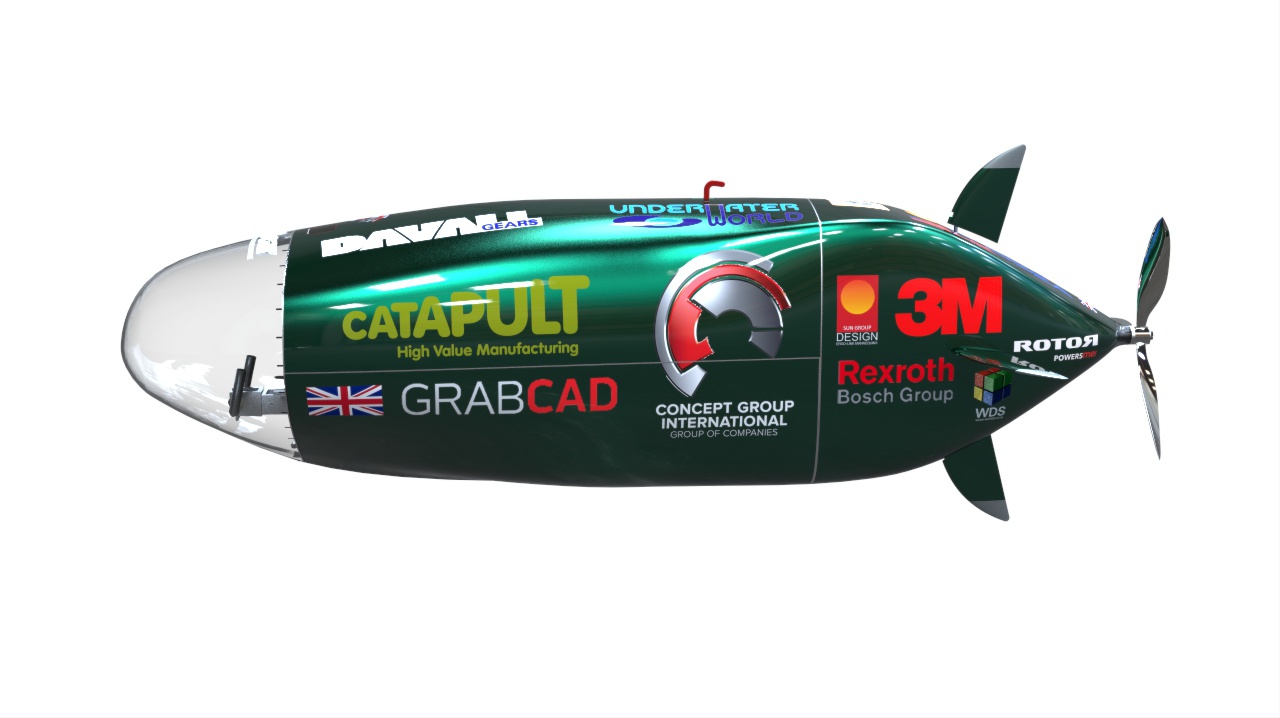 DAVALL
GEARS
UNDERWATER
WORLD
CATAPULT
High Value Manufacturing
GRABCAD
CONCEPT GROUP
INTERNATIONAL
GROUP OF COMPANIES
SUN GROUP
DESIGN
3M
Rexroth
Bosch Group
WDS
ROTOR
POWERS